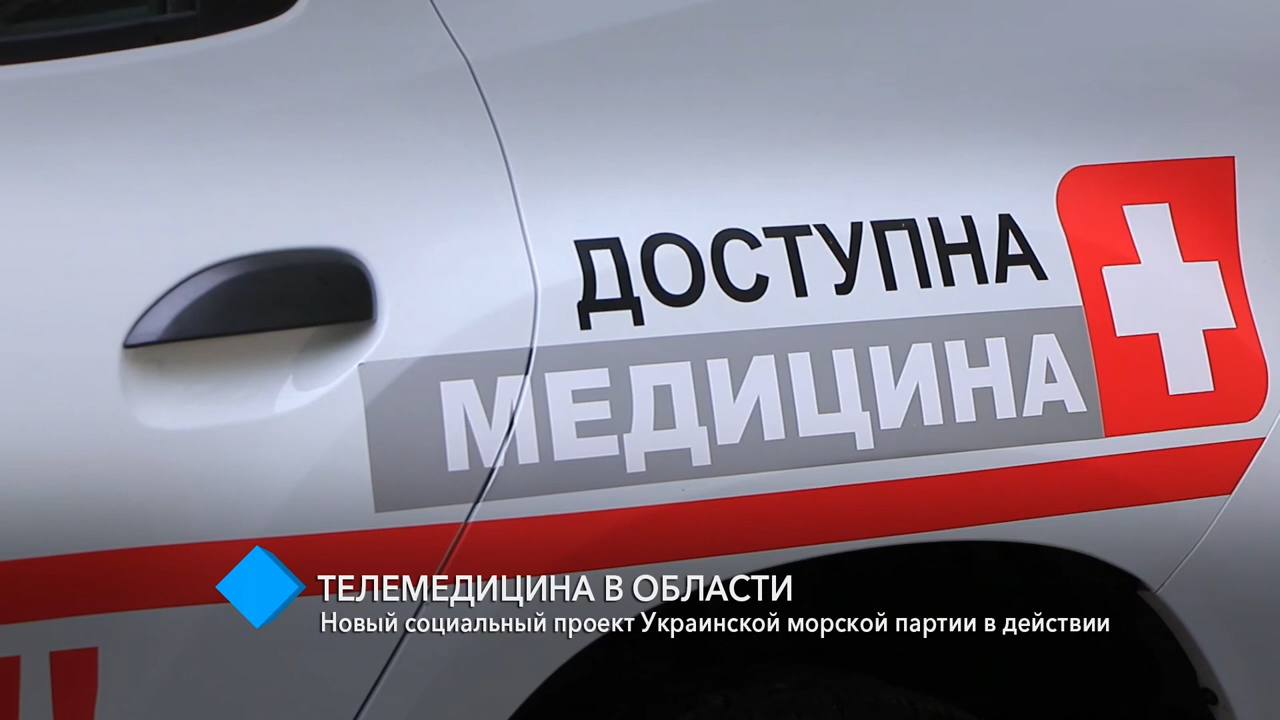 ДОСТУПНА
МЕДИЦИНА
ТЕЛЕМЕДИЦИНА В ОБЛАСТИ
Новый социальный проект Украинской морской партии в действии